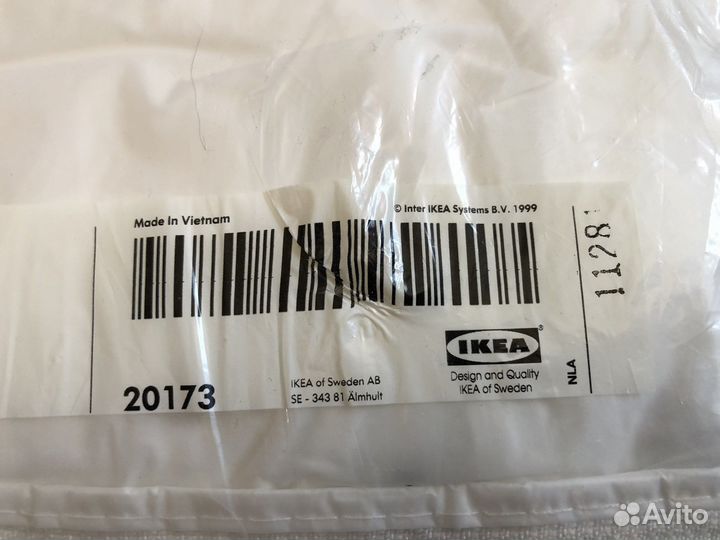 Made In Vietnam
© Inter IKEA Systems B.V. 1999
20173
IKEA of Sweden AB
SE - 343 81 Älmhult
IKEA®
Design and Quality
IKEA of Sweden
NLA
11281
Avito